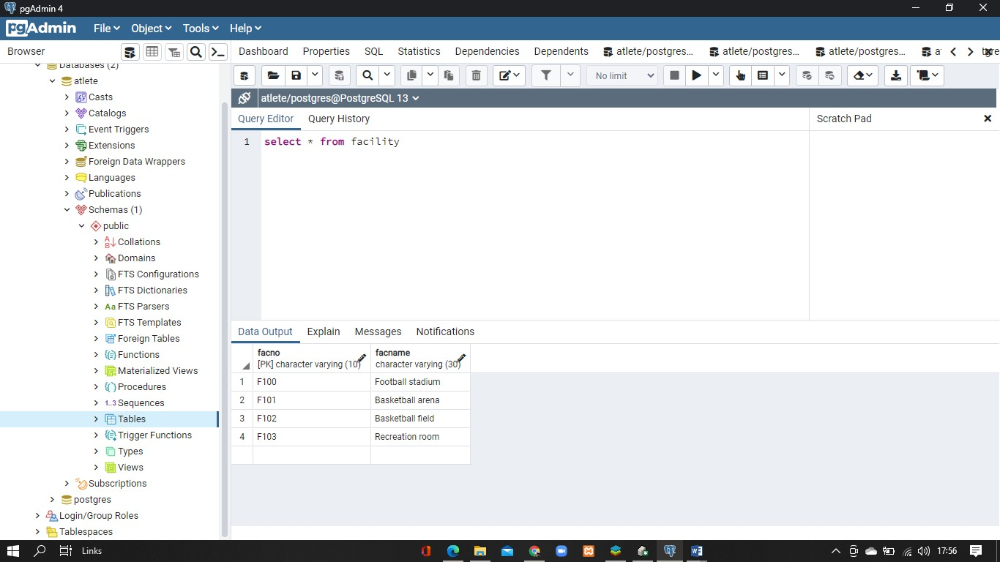 pgAdmin 4
pgAdmin File Object Tools Help
Browser
Dashboard Properties SQL Statistics Dependencies Dependents atlete/postgres... atlete/postgres... atlete/postgres...
No limit
atlete/postgres@PostgreSQL 13
Query Editor Query History
Scratch Pad
1 select * from facility
Databases (2)
atlete
Casts
Catalogs
Event Triggers
Extensions
Foreign Data Wrappers
Languages
Publications
Schemas (1)
public
Collations
Domains
FTS Configurations
FTS Dictionaries
Aa FTS Parsers
FTS Templates
Foreign Tables
Functions
Materialized Views
Procedures
1..3 Sequences
Tables
Trigger Functions
Types
Views
Subscriptions
postgres
Login/Group Roles
Tablespaces
Data Output Explain Messages Notifications
facno facname
[PK] character varying (10) character varying (30)
1 F100 Football stadium
2 F101 Basketball arena
3 F102 Basketball field
4 F103 Recreation room
Links
17:56